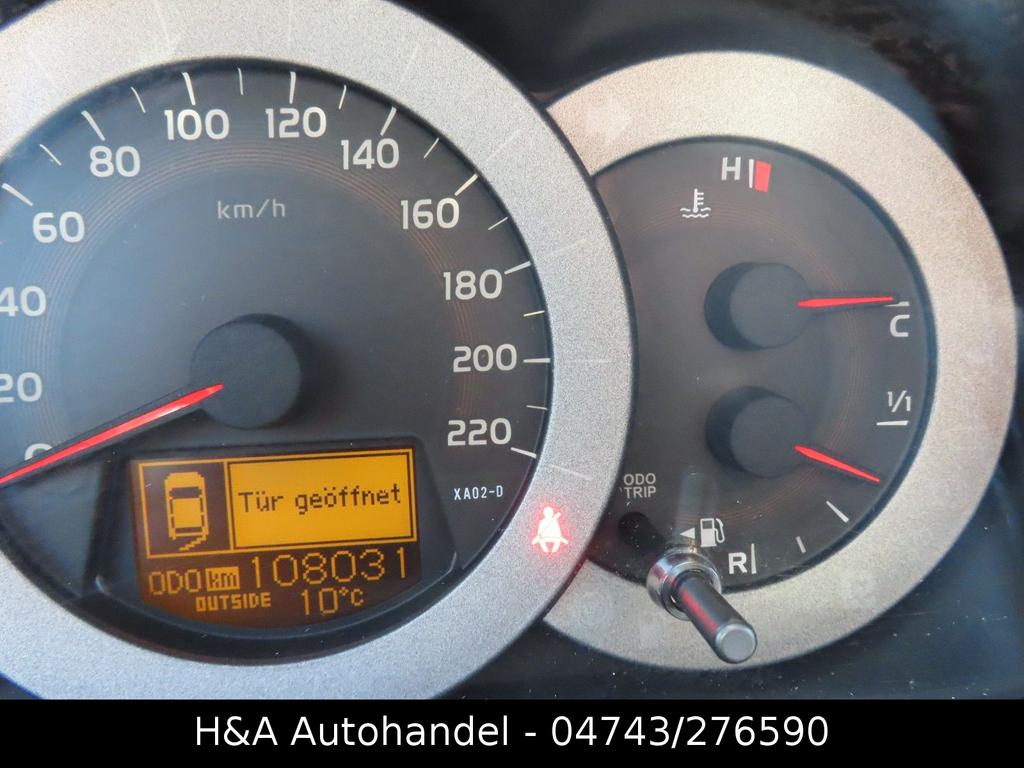 0
20
40
60
80
100
120
140
160
180
200
220
km/h
XA02-D
Tür geöffnet
ODO km 108031
OUTSIDE 10°C
H
C
1/1
ODO
TRIP
R
H&A Autohandel - 04743/276590